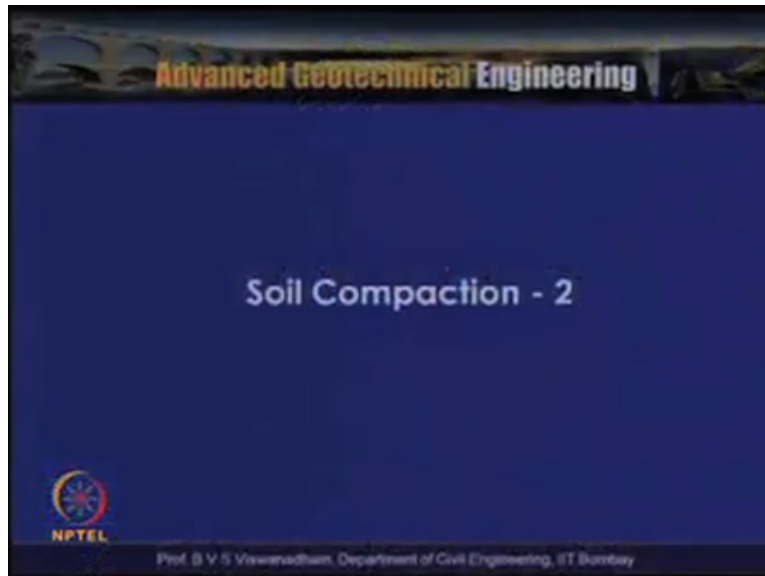 Advanced Geotechnical Engineering
Soil Compaction - 2
NPTEL
Prof. B V S Viswanadham, Department of Civil Engineering, IIT Bombay